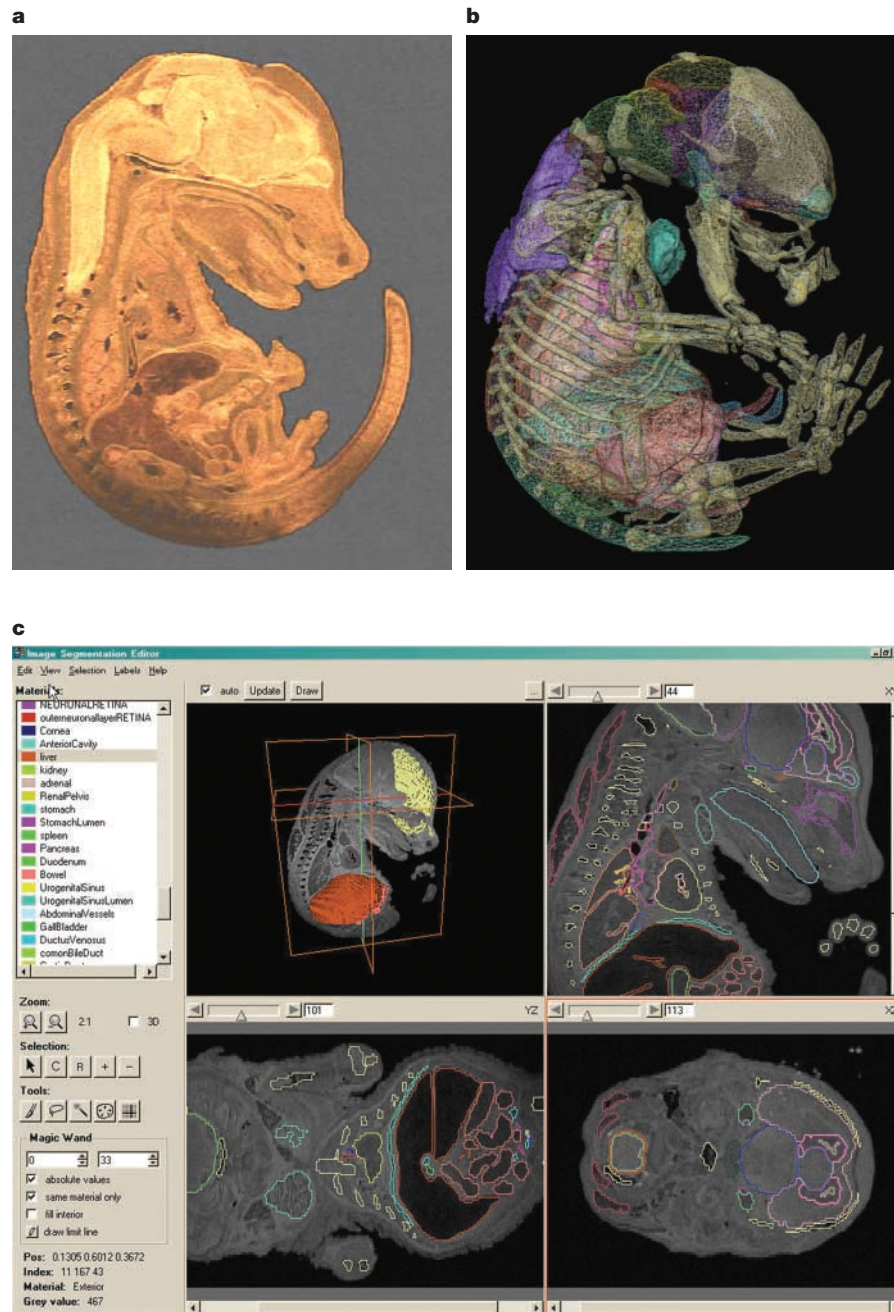 a
b
c
Image Segmentation Editor
Edit View Selection Labels Help
Materials:
auto Update Draw ...
44
NEURONALRETINA
outerneuronallayerRETINA
Cornea
AnteriorCavity
liver
kidney
adrenal
RenalPelvis
stomach
StomachLumen
spleen
Pancreas
Duodenum
Bowel
UrogenitalSinus
UrogenitalSinusLumen
AbdominalVessels
GallBladder
DuctusVenosus
comonBileDuct
Zoom:
2:1 3D
Selection:
C R + −
Tools:
Magic Wand
0 33
absolute values
same material only
fill interior
draw limit line
Pos: 0.1305 0.6012 0.3672
Index: 11 167 43
Material: Exterior
Grey value: 467
101 YZ
113